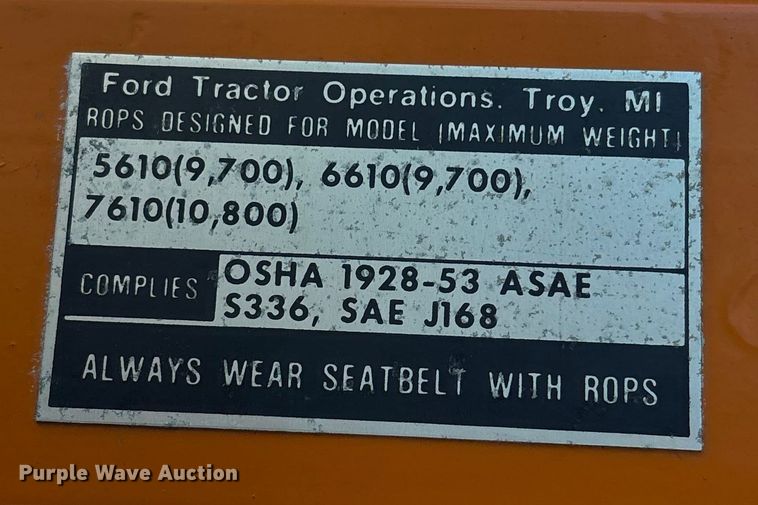 Ford Tractor Operations. Troy. MI
ROPS DESIGNED FOR MODEL (MAXIMUM WEIGHT)
5610(9,700), 6610(9,700),
7610(10,800)
COMPLIES
OSHA 1928-53 ASAE
S336, SAE J168
ALWAYS WEAR SEATBELT WITH ROPS
Purple Wave Auction